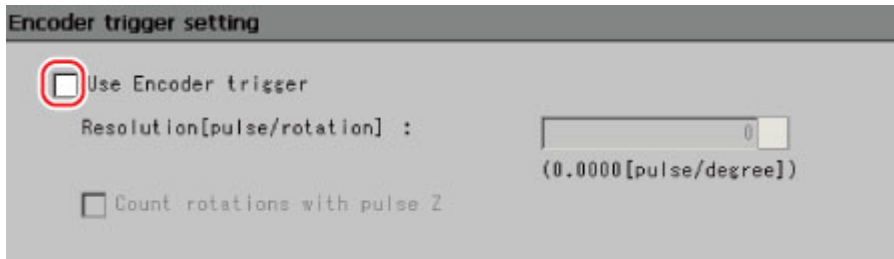 Encoder trigger setting
Use Encoder trigger
Resolution[pulse/rotation] : 0
(0.0000[pulse/degree])
Count rotations with pulse Z